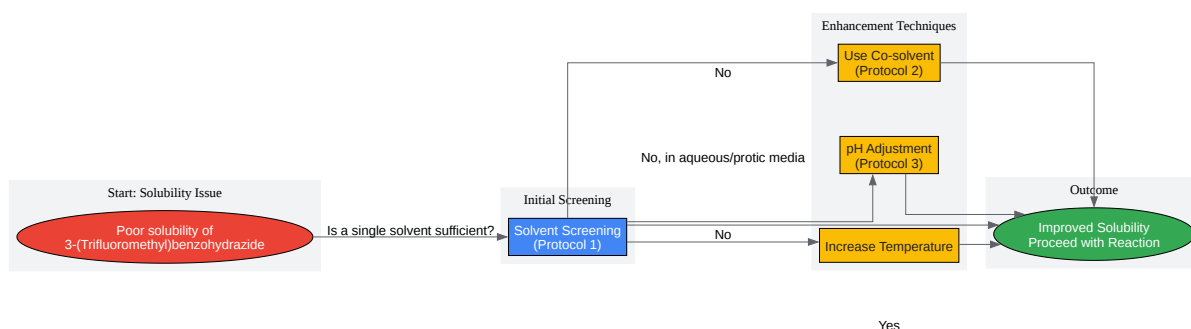 Start: Solubility Issue
Poor solubility of
3-(Trifluoromethyl)benzohydrazide
Is a single solvent sufficient?
Initial Screening
Solvent Screening
(Protocol 1)
No
No, in aqueous/protic media
No
Yes
Enhancement Techniques
Use Co-solvent
(Protocol 2)
pH Adjustment
(Protocol 3)
Increase Temperature
Outcome
Improved Solubility
Proceed with Reaction